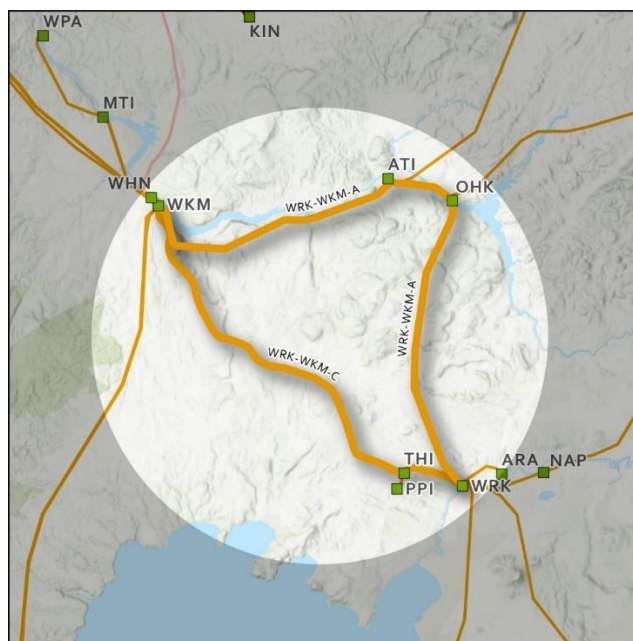 WPA
KIN
MTI
ATI
WHN
OHK
WKM
WRK-WKM-A
WRK-WKM-A
WRK-WKM-C
THI
ARA
NAP
PPI
WRK